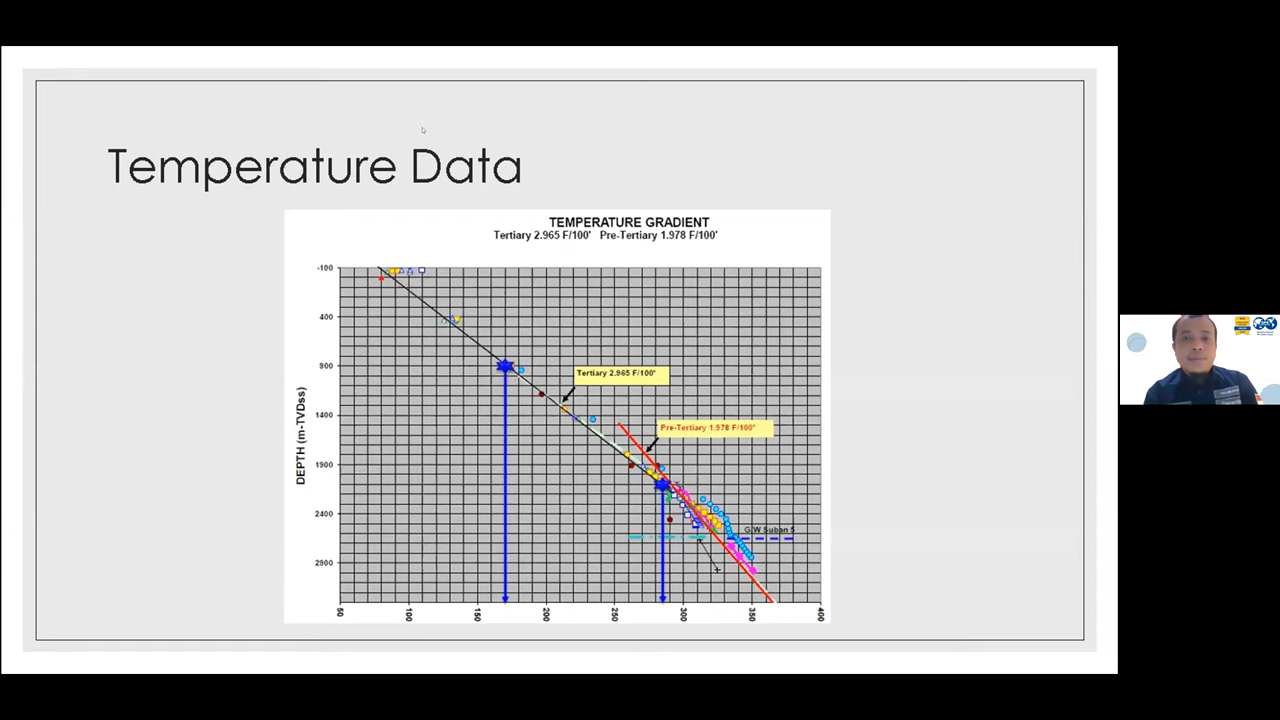 Temperature Data
TEMPERATURE GRADIENT
Tertiary 2.965 F/100' Pre-Tertiary 1.978 F/100'
-100
400
900
1400
1900
2400
2900
DEPTH (m-TVDss)
Tertiary 2.965 F/100'
Pre-Tertiary 1.978 F/100'
G/W Suban 5
50
100
150
200
250
300
350
400